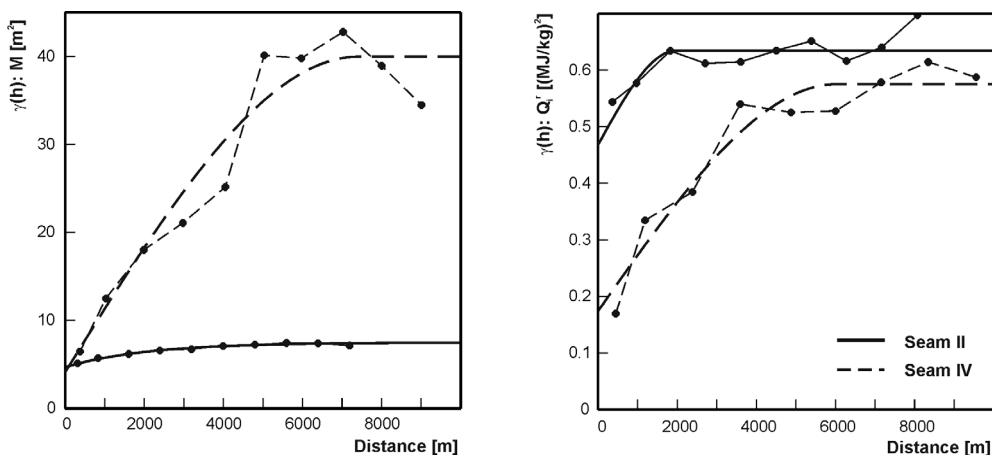 γ(h): M [m²]
40
30
20
10
0
0 2000 4000 6000 8000
Distance [m]
γ(h): Qᵢʳ [(MJ/kg)²]
0.6
0.5
0.4
0.3
0.2
0.1
0
0 2000 4000 6000 8000
Distance [m]
Seam II
Seam IV